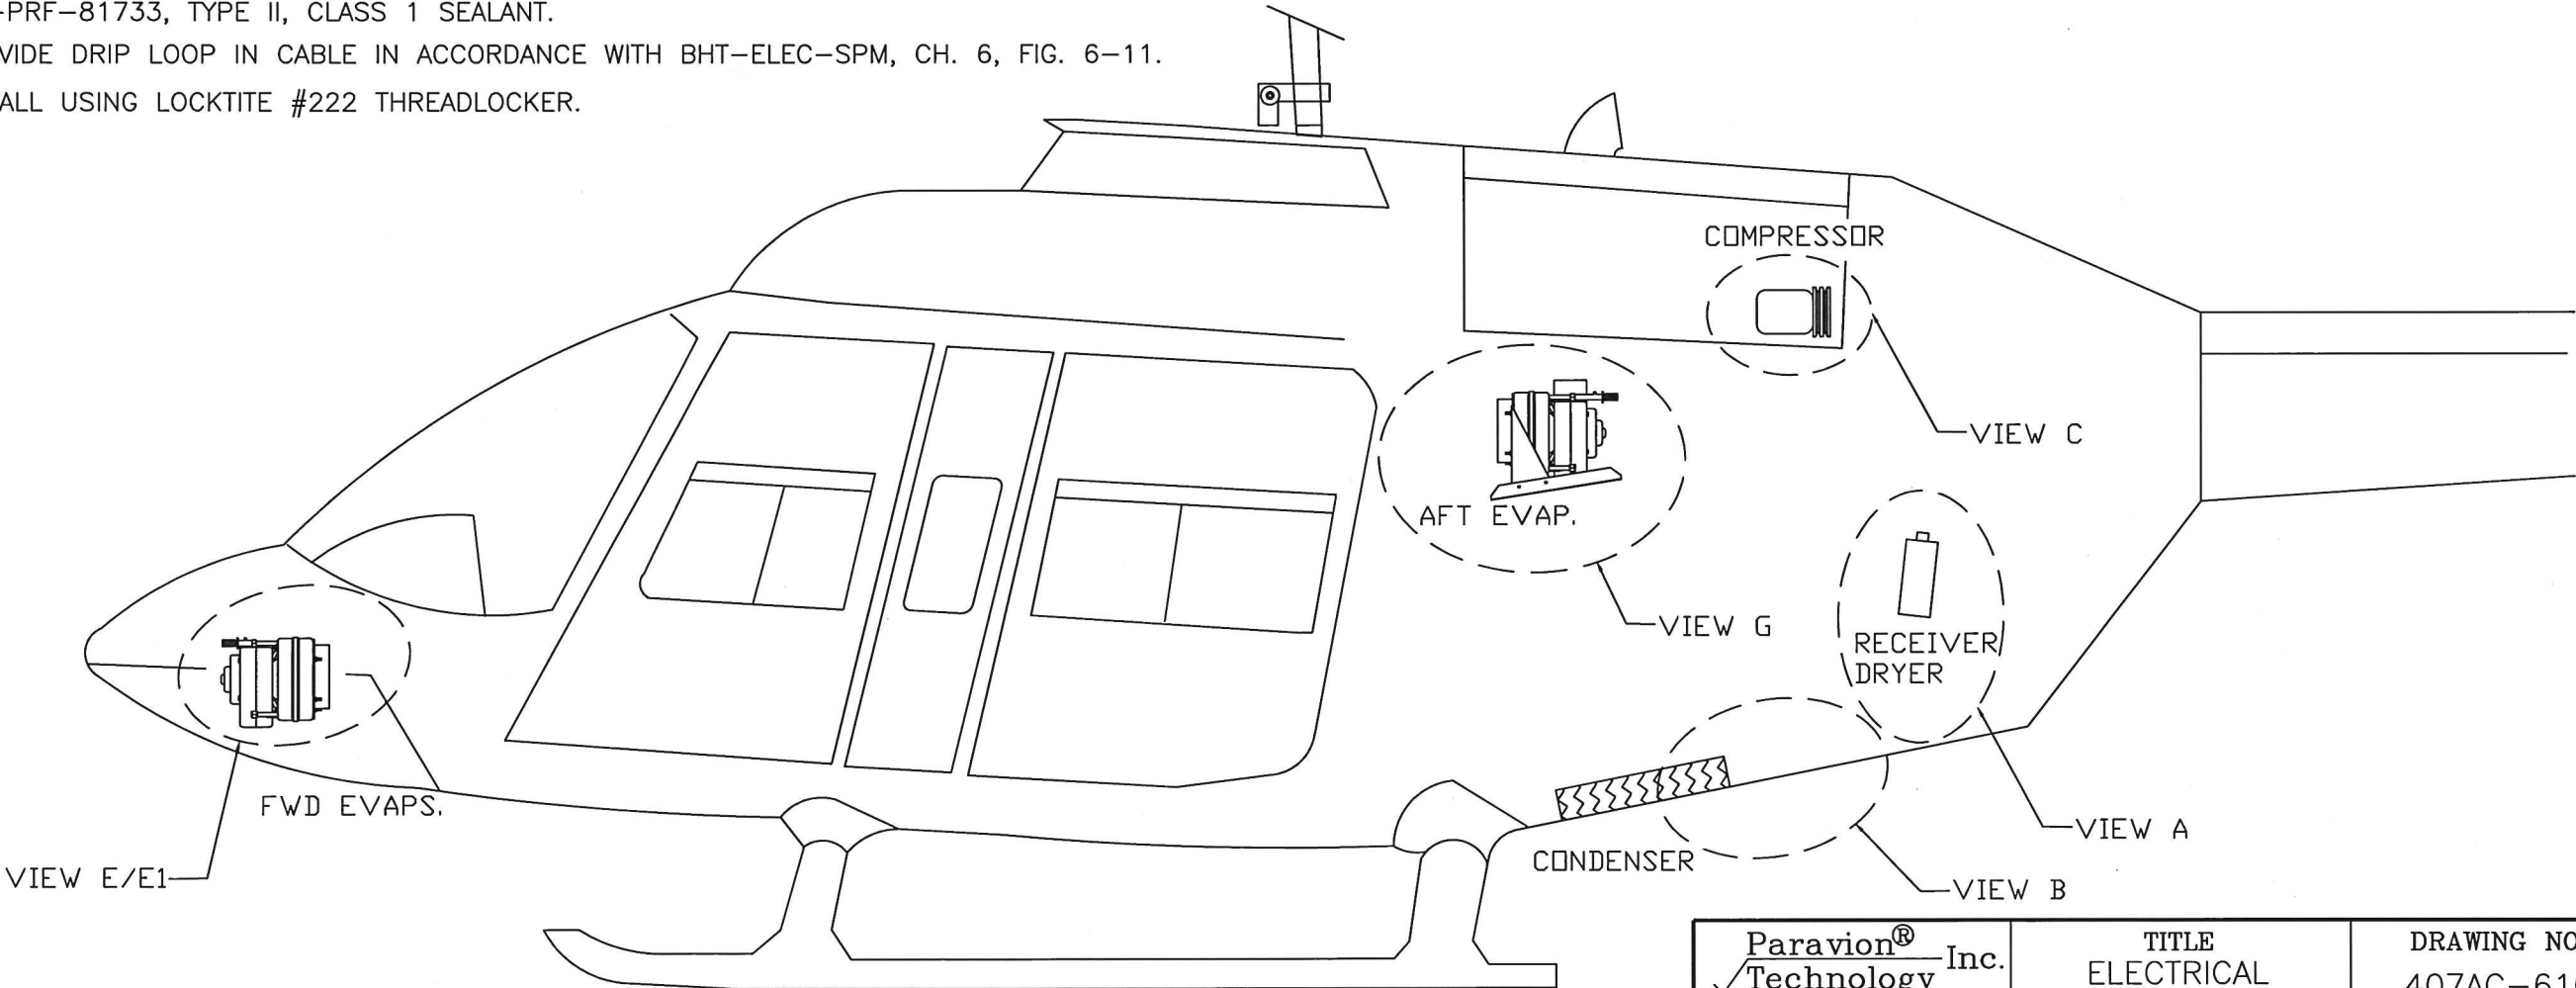 -PRF-81733, TYPE II, CLASS 1 SEALANT.
VIDE DRIP LOOP IN CABLE IN ACCORDANCE WITH BHT-ELEC-SPM, CH. 6, FIG. 6-11.
ALL USING LOCKTITE #222 THREADLOCKER.
COMPRESSOR
VIEW C
AFT EVAP.
VIEW G
RECEIVER
DRYER
FWD EVAPS.
VIEW A
CONDENSER
VIEW E/E1
VIEW B
Paravion®
Technology Inc.
TITLE
ELECTRICAL
DRAWING NO
407AC-61